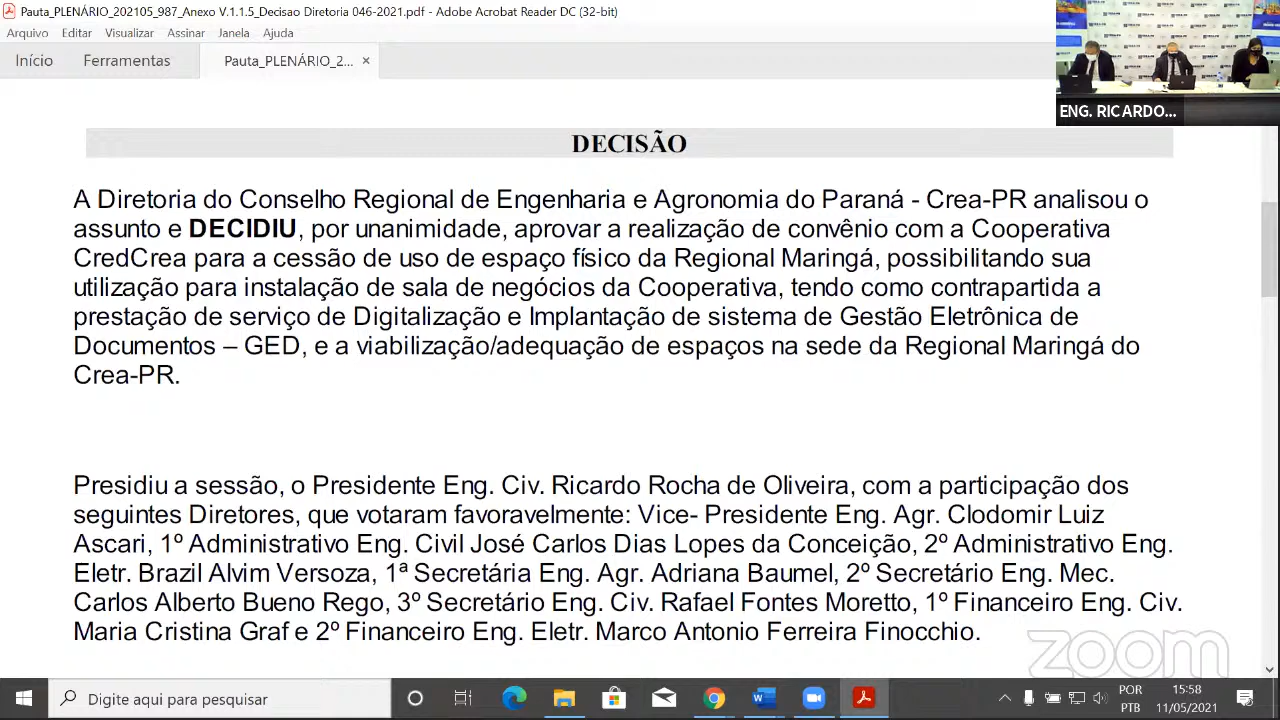 Pauta_PLENÁRIO_202105_987_Anexo V.1.1.5_Decisao Diretoria 046-2021.pdf - Adobe Acrobat Reader DC (32-bit)
Arquivo Editar Visualizar Assinar Janela Ajuda
Início Ferramentas Pauta_PLENÁRIO_2... ×
ENG. RICARDO...
DECISÃO
A Diretoria do Conselho Regional de Engenharia e Agronomia do Paraná - Crea-PR analisou o
assunto e DECIDIU, por unanimidade, aprovar a realização de convênio com a Cooperativa
CredCrea para a cessão de uso de espaço físico da Regional Maringá, possibilitando sua
utilização para instalação de sala de negócios da Cooperativa, tendo como contrapartida a
prestação de serviço de Digitalização e Implantação de sistema de Gestão Eletrônica de
Documentos – GED, e a viabilização/adequação de espaços na sede da Regional Maringá do
Crea-PR.
Presidiu a sessão, o Presidente Eng. Civ. Ricardo Rocha de Oliveira, com a participação dos
seguintes Diretores, que votaram favoravelmente: Vice- Presidente Eng. Agr. Clodomir Luiz
Ascari, 1º Administrativo Eng. Civil José Carlos Dias Lopes da Conceição, 2º Administrativo Eng.
Eletr. Brazil Alvim Versoza, 1ª Secretária Eng. Agr. Adriana Baumel, 2º Secretário Eng. Mec.
Carlos Alberto Bueno Rego, 3º Secretário Eng. Civ. Rafael Fontes Moretto, 1º Financeiro Eng. Civ.
Maria Cristina Graf e 2º Financeiro Eng. Eletr. Marco Antonio Ferreira Finocchio.
zoom
Digite aqui para pesquisar
POR 15:58
PTB 11/05/2021